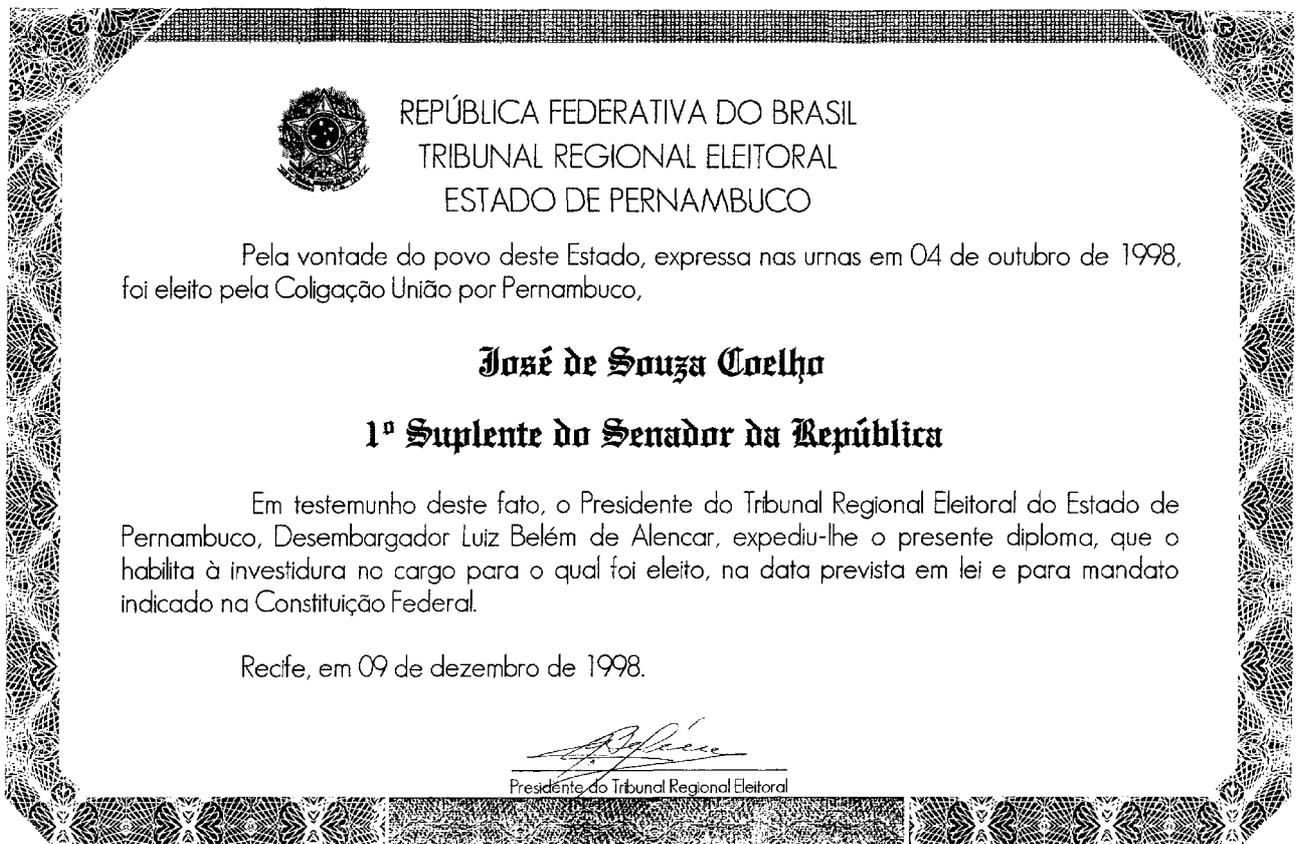 REPÚBLICA FEDERATIVA DO BRASIL
TRIBUNAL REGIONAL ELEITORAL
ESTADO DE PERNAMBUCO
Pela vontade do povo deste Estado, expressa nas urnas em 04 de outubro de 1998,
foi eleito pela Coligação União por Pernambuco,
José de Souza Coelho
1º Suplente do Senador da República
Em testemunho deste fato, o Presidente do Tribunal Regional Eleitoral do Estado de
Pernambuco, Desembargador Luiz Belém de Alencar, expediu-lhe o presente diploma, que o
habilita à investidura no cargo para o qual foi eleito, na data prevista em lei e para mandato
indicado na Constituição Federal.
Recife, em 09 de dezembro de 1998.
Presidente do Tribunal Regional Eleitoral